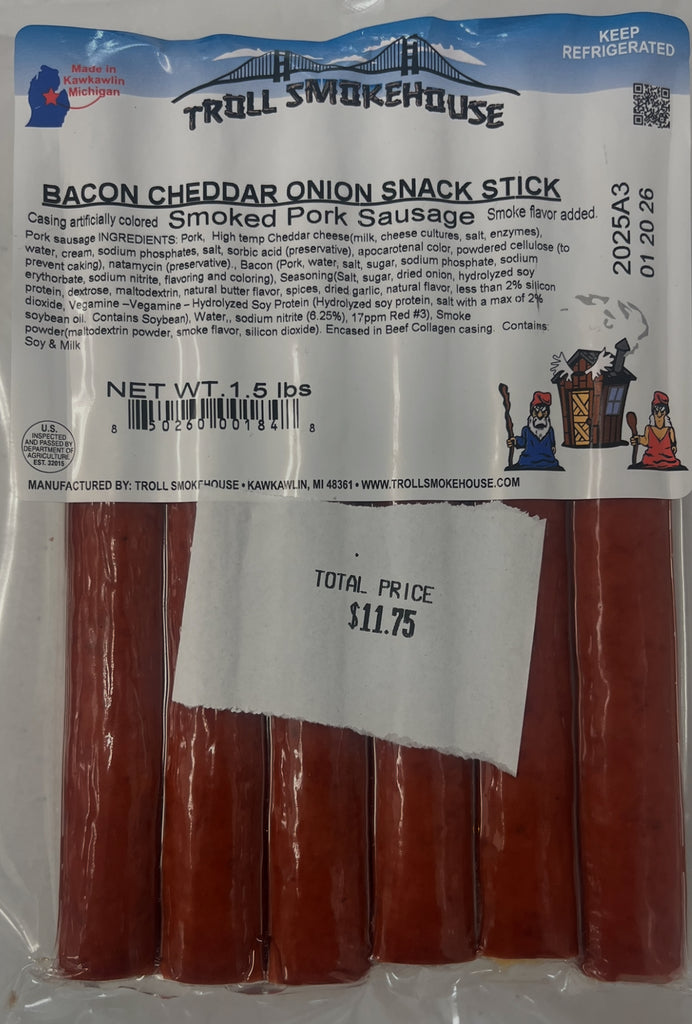 KEEP
REFRIGERATED
Made in
Kawkawlin
Michigan
TROLL SMOKEHOUSE
BACON CHEDDAR ONION SNACK STICK
Casing artificially colored Smoked Pork Sausage Smoke flavor added.
Pork sausage INGREDIENTS: Pork, High temp Cheddar cheese(milk, cheese cultures, salt, enzymes),
water, cream, sodium phosphates, salt, sorbic acid (preservative), apocarotenal color, powdered cellulose (to
prevent caking), natamycin (preservative)., Bacon (Pork, water, salt, sugar, sodium phosphate, sodium
erythorbate, sodium nitrite, flavoring and coloring), Seasoning(Salt, sugar, dried onion, hydrolyzed soy
protein, dextrose, maltodextrin, natural butter flavor, spices, dried garlic, natural flavor, less than 2% silicon
dioxide, Vegamine –Vegamine – Hydrolyzed Soy Protein (Hydrolyzed soy protein, salt with a max of 2%
soybean oil. Contains Soybean), Water,, sodium nitrite (6.25%), 17ppm Red #3), Smoke
powder(maltodextrin powder, smoke flavor, silicon dioxide). Encased in Beef Collagen casing. Contains:
Soy & Milk
2025A3
01 20 26
NET WT.1.5 lbs
8 50260 00184 8
U.S.
INSPECTED
AND PASSED BY
DEPARTMENT OF
AGRICULTURE
EST. 32015
MANUFACTURED BY: TROLL SMOKEHOUSE • KAWKAWLIN, MI 48361 • WWW.TROLLSMOKEHOUSE.COM
TOTAL PRICE
$11.75